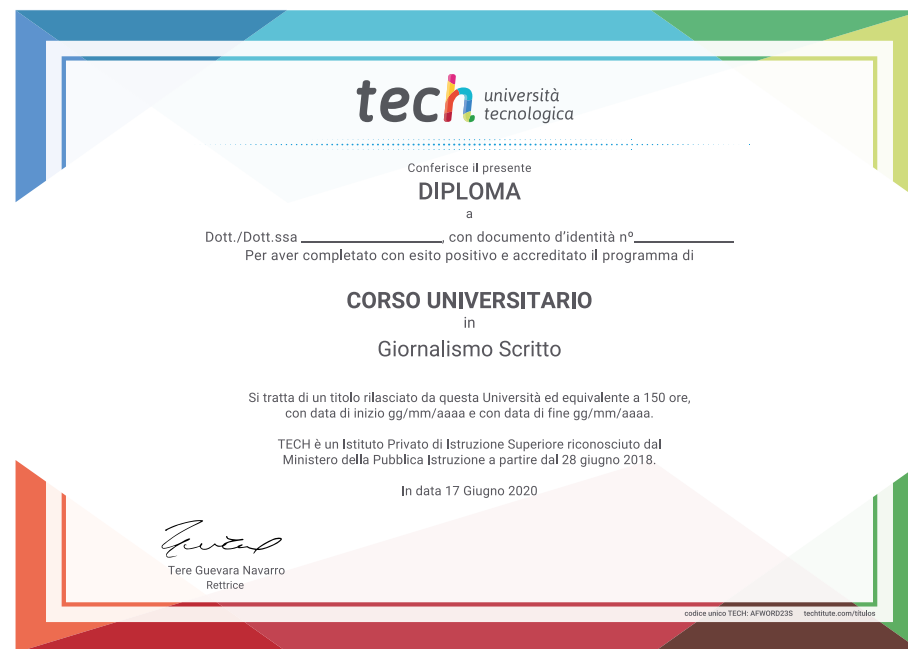 tech università
tecnologica
Conferisce il presente
DIPLOMA
a
Dott./Dott.ssa ____________________, con documento d'identità nº______________
Per aver completato con esito positivo e accreditato il programma di
CORSO UNIVERSITARIO
in
Giornalismo Scritto
Si tratta di un titolo rilasciato da questa Università ed equivalente a 150 ore,
con data di inizio gg/mm/aaaa e con data di fine gg/mm/aaaa.
TECH è un Istituto Privato di Istruzione Superiore riconosciuto dal
Ministero della Pubblica Istruzione a partire dal 28 giugno 2018.
In data 17 Giugno 2020
Tere Guevara Navarro
Rettrice
codice unico TECH: AFWORD23S techtitute.com/títulos